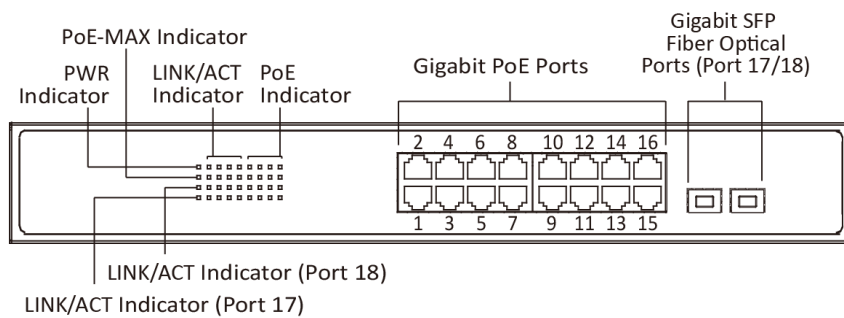 Gigabit SFP
Fiber Optical
Ports (Port 17/18)
PoE-MAX Indicator
PWR
Indicator
LINK/ACT
Indicator
PoE
Indicator
Gigabit PoE Ports
2 4 6 8 10 12 14 16
1 3 5 7 9 11 13 15
LINK/ACT Indicator (Port 18)
LINK/ACT Indicator (Port 17)